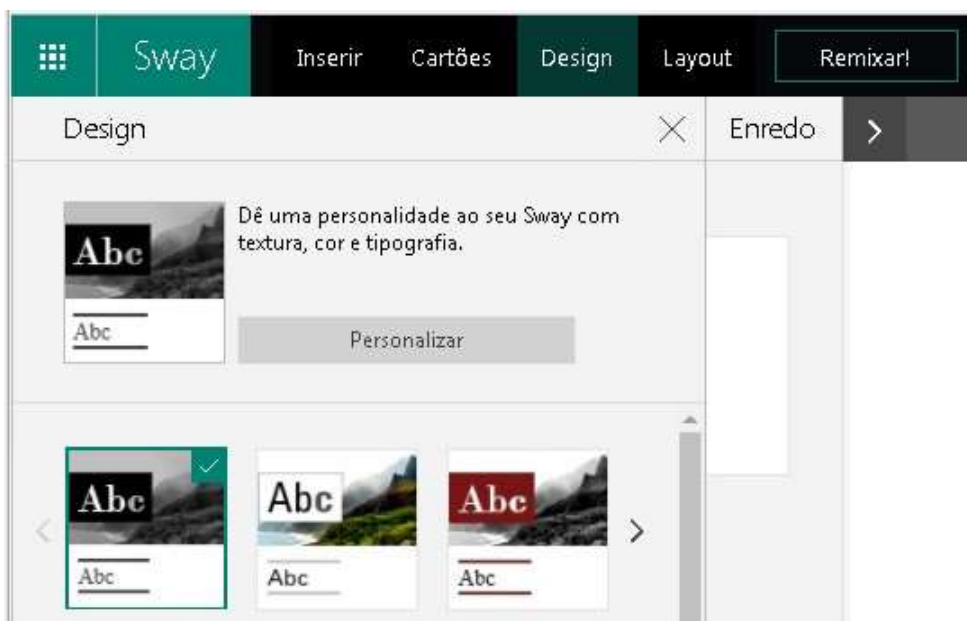 Sway Inserir Cartões Design Layout Remixar!
Design Enredo
Dê uma personalidade ao seu Sway com
textura, cor e tipografia.
Abc
Abc
Personalizar
Abc Abc Abc
Abc Abc Abc